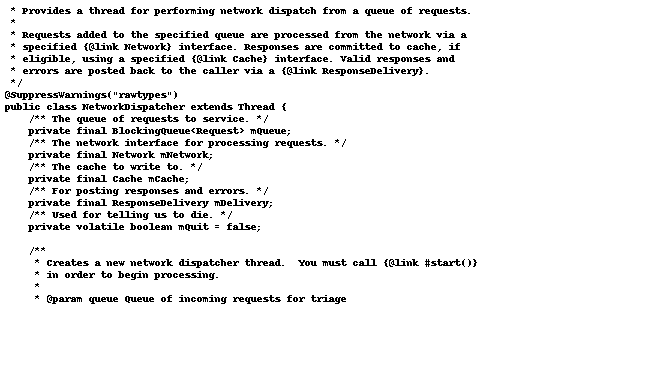 * Provides a thread for performing network dispatch from a queue of requests.
 *
 * Requests added to the specified queue are processed from the network via a
 * specified {@link Network} interface. Responses are committed to cache, if
 * eligible, using a specified {@link Cache} interface. Valid responses and
 * errors are posted back to the caller via a {@link ResponseDelivery}.
 */
@SuppressWarnings("rawtypes")
public class NetworkDispatcher extends Thread {
    /** The queue of requests to service. */
    private final BlockingQueue<Request> mQueue;
    /** The network interface for processing requests. */
    private final Network mNetwork;
    /** The cache to write to. */
    private final Cache mCache;
    /** For posting responses and errors. */
    private final ResponseDelivery mDelivery;
    /** Used for telling us to die. */
    private volatile boolean mQuit = false;

    /**
     * Creates a new network dispatcher thread.  You must call {@link #start()}
     * in order to begin processing.
     *
     * @param queue Queue of incoming requests for triage